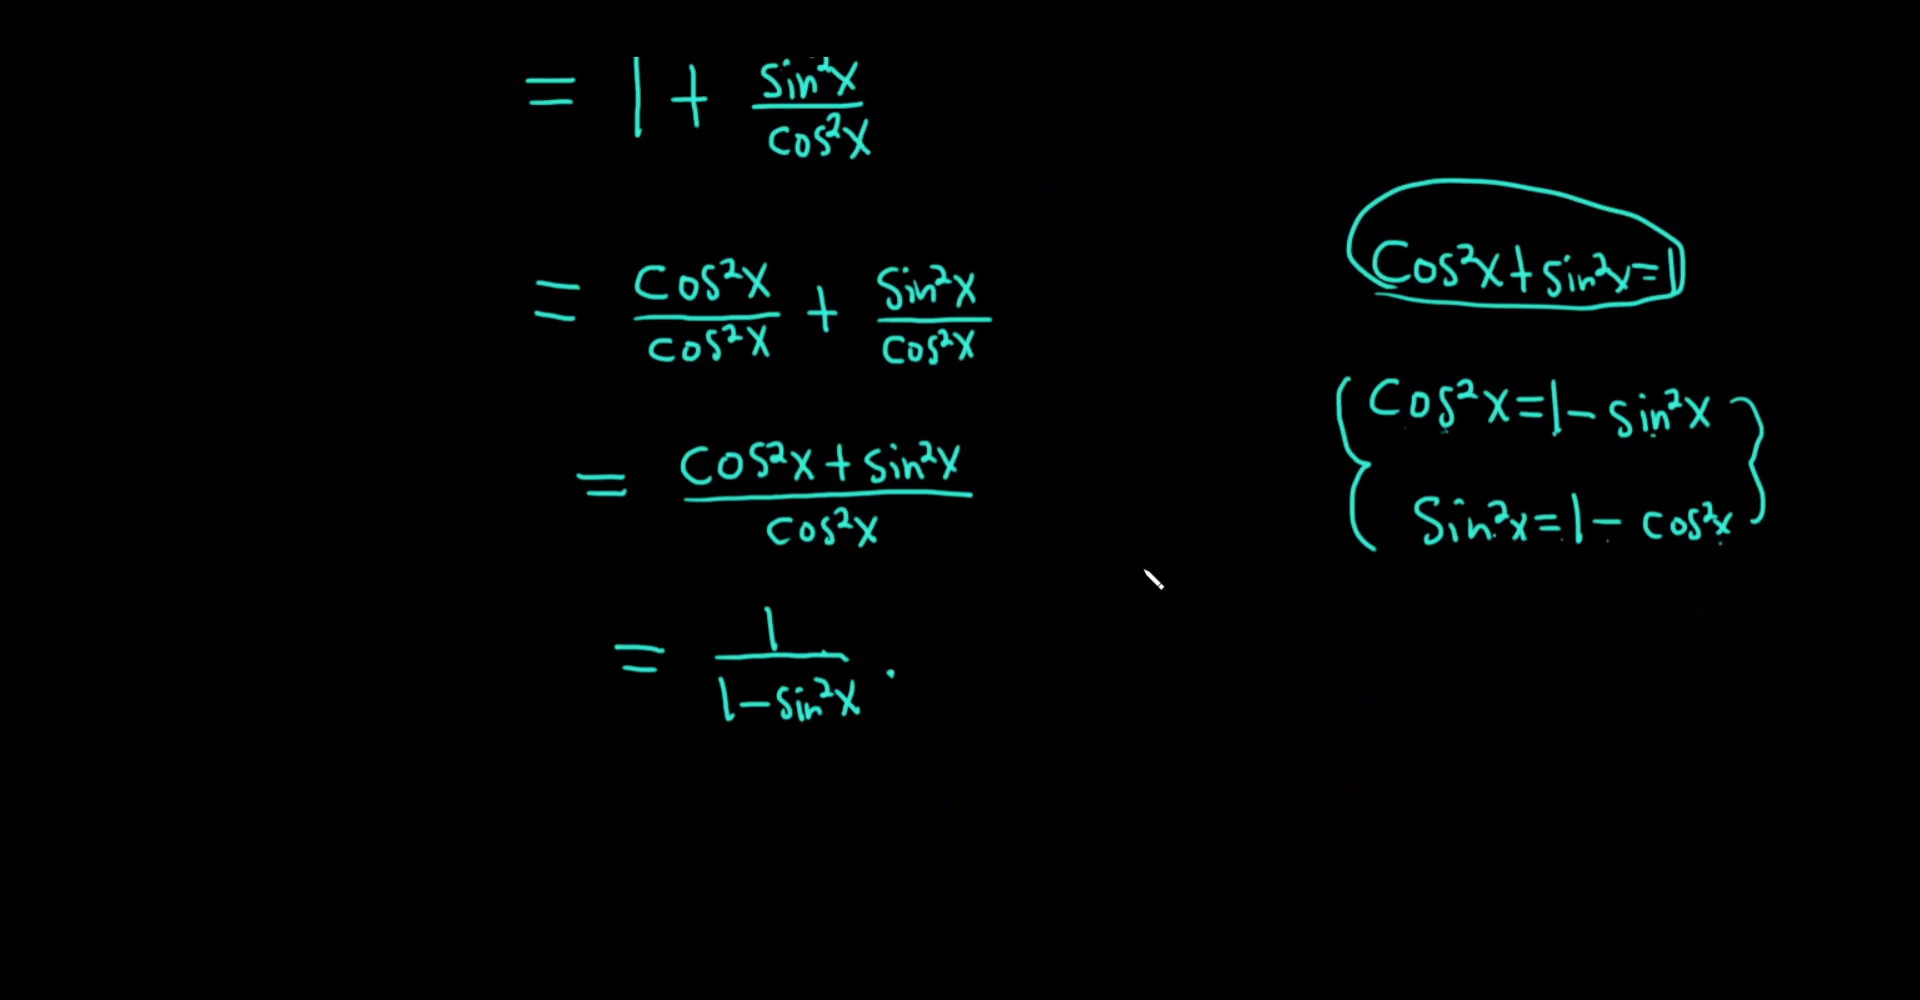 = 1 + sin²x/cos²x
= cos²x/cos²x + sin²x/cos²x
= (cos²x + sin²x)/cos²x
= 1/(1 - sin²x).
cos²x + sin²x = 1
{cos²x = 1 - sin²x
sin²x = 1 - cos²x}